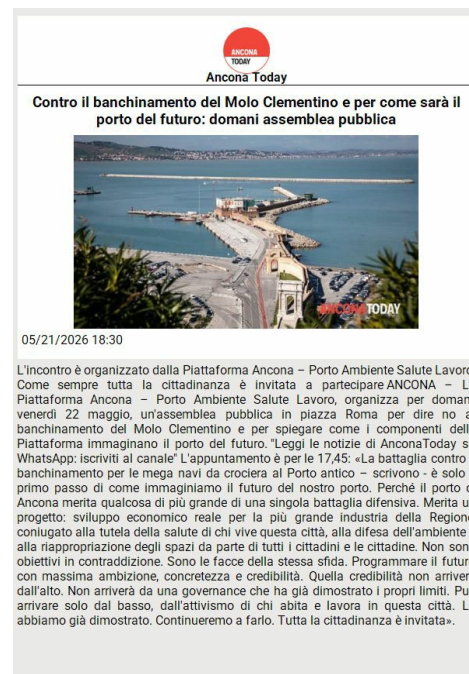 ANCONA
TODAY
Ancona Today
Contro il banchinamento del Molo Clementino e per come sarà il
porto del futuro: domani assemblea pubblica
ANCONATODAY
05/21/2026 18:30
L'incontro è organizzato dalla Piattaforma Ancona – Porto Ambiente Salute Lavoro
Come sempre tutta la cittadinanza è invitata a partecipare ANCONA – L
Piattaforma Ancona – Porto Ambiente Salute Lavoro, organizza per doman
venerdì 22 maggio, un'assemblea pubblica in piazza Roma per dire no a
banchinamento del Molo Clementino e per spiegare come i componenti dell
Piattaforma immaginano il porto del futuro. "Leggi le notizie di AnconaToday s
WhatsApp: iscriviti al canale" L'appuntamento è per le 17,45: «La battaglia contro
banchinamento per le mega navi da crociera al Porto antico – scrivono - è solo
primo passo di come immaginiamo il futuro del nostro porto. Perché il porto d
Ancona merita qualcosa di più grande di una singola battaglia difensiva. Merita u
progetto: sviluppo economico reale per la più grande industria della Region
coniugato alla tutela della salute di chi vive questa città, alla difesa dell'ambiente
alla riappropriazione degli spazi da parte di tutti i cittadini e le cittadine. Non son
obiettivi in contraddizione. Sono le facce della stessa sfida. Programmare il futur
con massima ambizione, concretezza e credibilità. Quella credibilità non arriver
dall'alto. Non arriverà da una governance che ha già dimostrato i propri limiti. Pu
arrivare solo dal basso, dall'attivismo di chi abita e lavora in questa città. L
abbiamo già dimostrato. Continueremo a farlo. Tutta la cittadinanza è invitata».